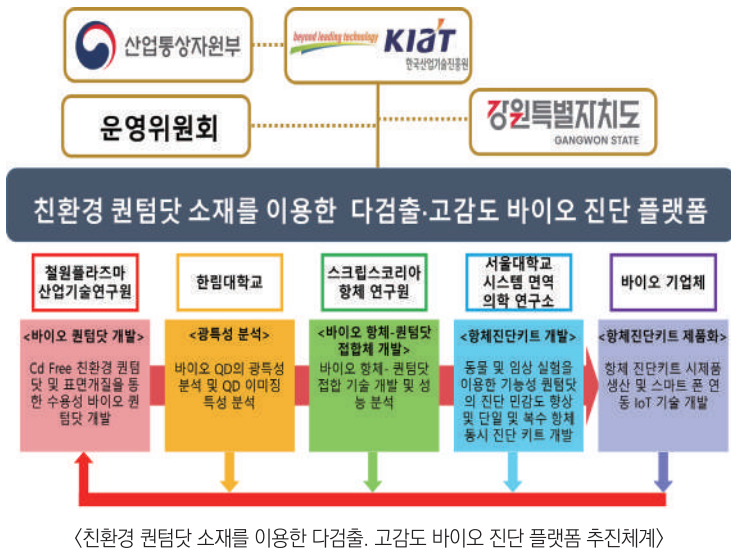 산업통상자원부
beyond leading technology KIAT
한국산업기술진흥원
운영위원회
강원특별자치도
GANGWON STATE
친환경 퀀텀닷 소재를 이용한 다검출·고감도 바이오 진단 플랫폼
철원플라즈마
산업기술연구원
한림대학교
스크립스코리아
항체 연구원
서울대학교
시스템 면역
의학 연구소
바이오 기업체
<바이오 퀀텀닷 개발>
Cd Free 친환경 퀀텀
닷 및 표면개질을 통
한 수용성 바이오 퀀
텀닷 개발
<광특성 분석>
바이오 QD의 광특성
분석 및 QD 이미징
특성 분석
<바이오 항체-퀀텀닷
접합체 개발>
바이오 항체- 퀀텀닷
접합 기술 개발 및 성
능 분석
<항체진단키트 개발>
동물 및 임상 실험을
이용한 기능성 퀀텀닷
의 진단 민감도 향상
및 단일 및 복수 항체
동시 진단 키트 개발
<항체진단키트 제품화>
항체 진단키트 시제품
생산 및 스마트 폰 연
동 IoT 기술 개발
〈친환경 퀀텀닷 소재를 이용한 다검출. 고감도 바이오 진단 플랫폼 추진체계〉